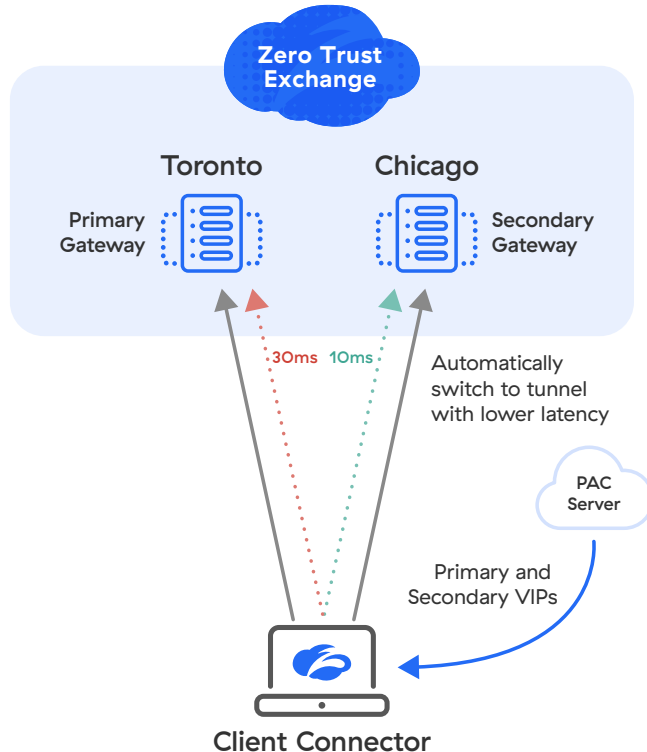 Zero Trust
Exchange
Toronto
Chicago
Primary
Gateway
Secondary
Gateway
30ms
10ms
Automatically
switch to tunnel
with lower latency
PAC
Server
Primary and
Secondary VIPs
Client Connector